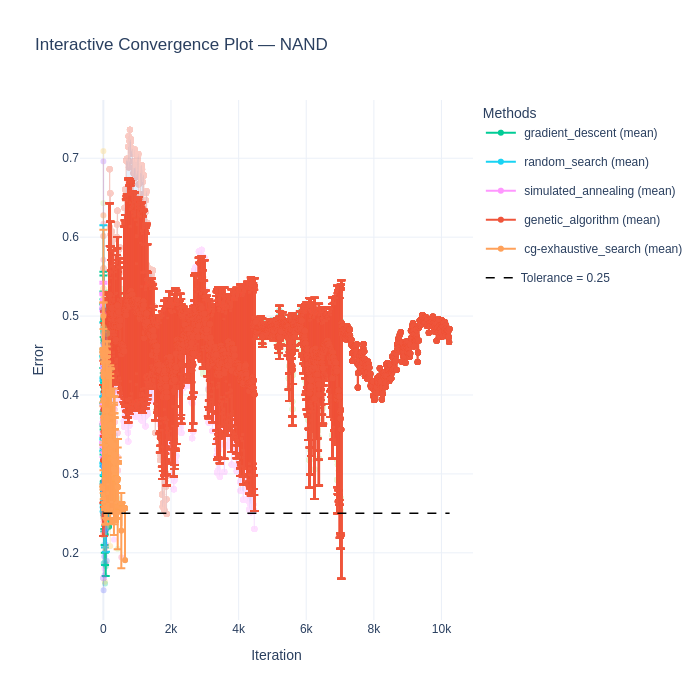 Interactive Convergence Plot — NAND
Methods
gradient_descent (mean)
random_search (mean)
simulated_annealing (mean)
genetic_algorithm (mean)
cg-exhaustive_search (mean)
Tolerance = 0.25
Error
0.7
0.6
0.5
0.4
0.3
0.2
0
2k
4k
6k
8k
10k
Iteration